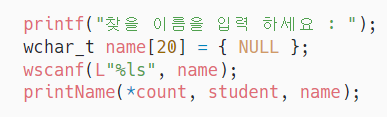 printf("찾을 이름을 입력 하세요 : ");
wchar_t name[20] = { NULL };
wscanf(L"%ls", name);
printName(*count, student, name);